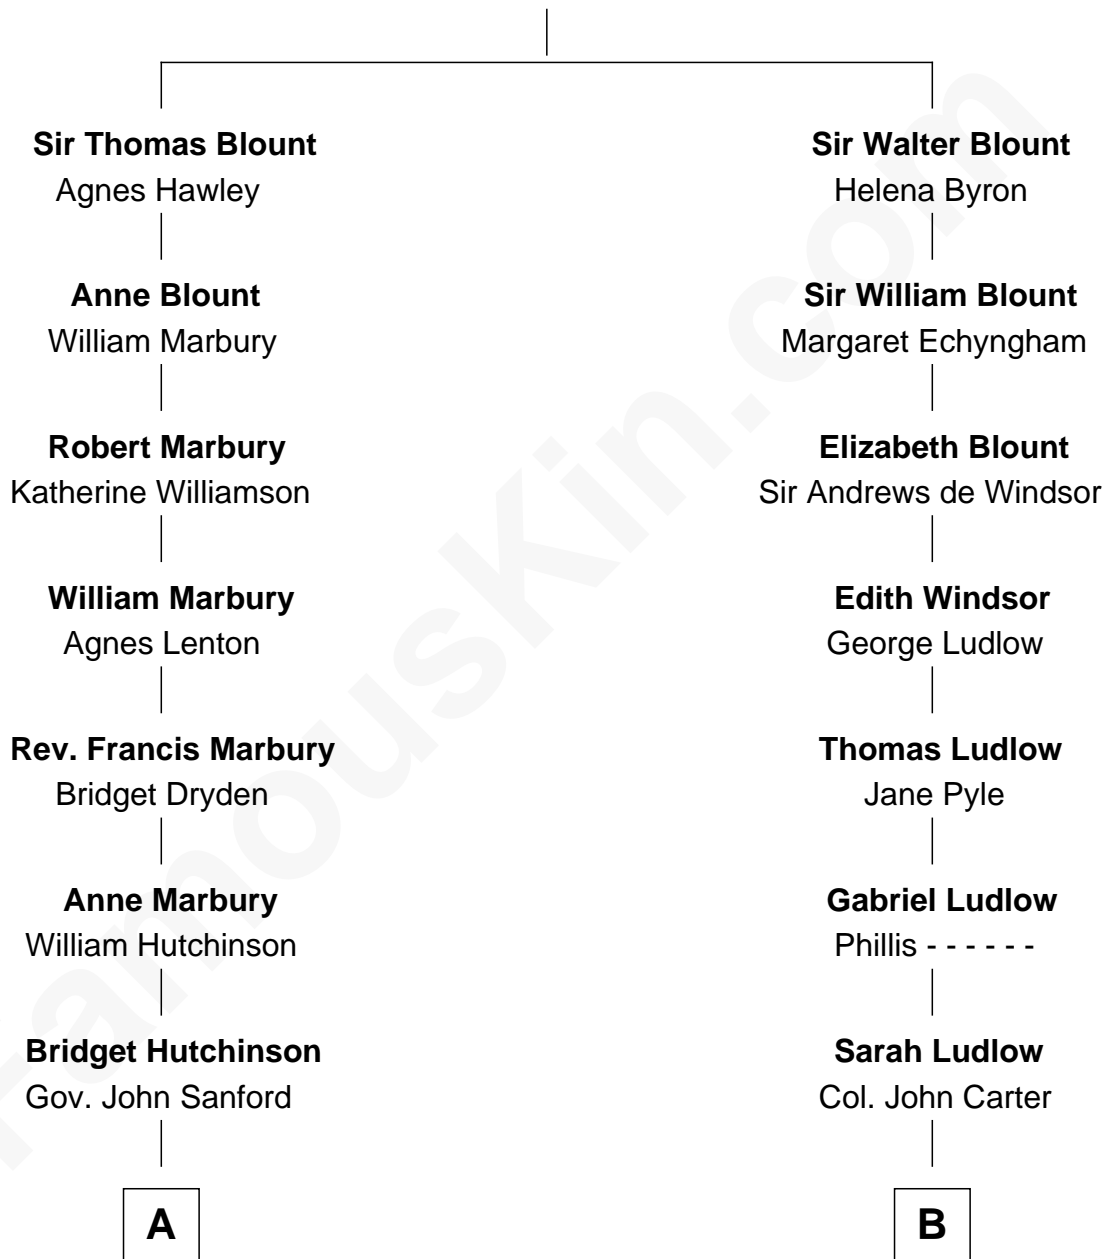 Sir Thomas Blount
Agnes Hawley
Anne Blount
William Marbury
Robert Marbury
Katherine Williamson
William Marbury
Agnes Lenton
Rev. Francis Marbury
Bridget Dryden
Anne Marbury
William Hutchinson
Bridget Hutchinson
Gov. John Sanford
A
Sir Walter Blount
Helena Byron
Sir William Blount
Margaret Echyngham
Elizabeth Blount
Sir Andrews de Windsor
Edith Windsor
George Ludlow
Thomas Ludlow
Jane Pyle
Gabriel Ludlow
Phillis - - - - - -
Sarah Ludlow
Col. John Carter
B
FamousKin.com